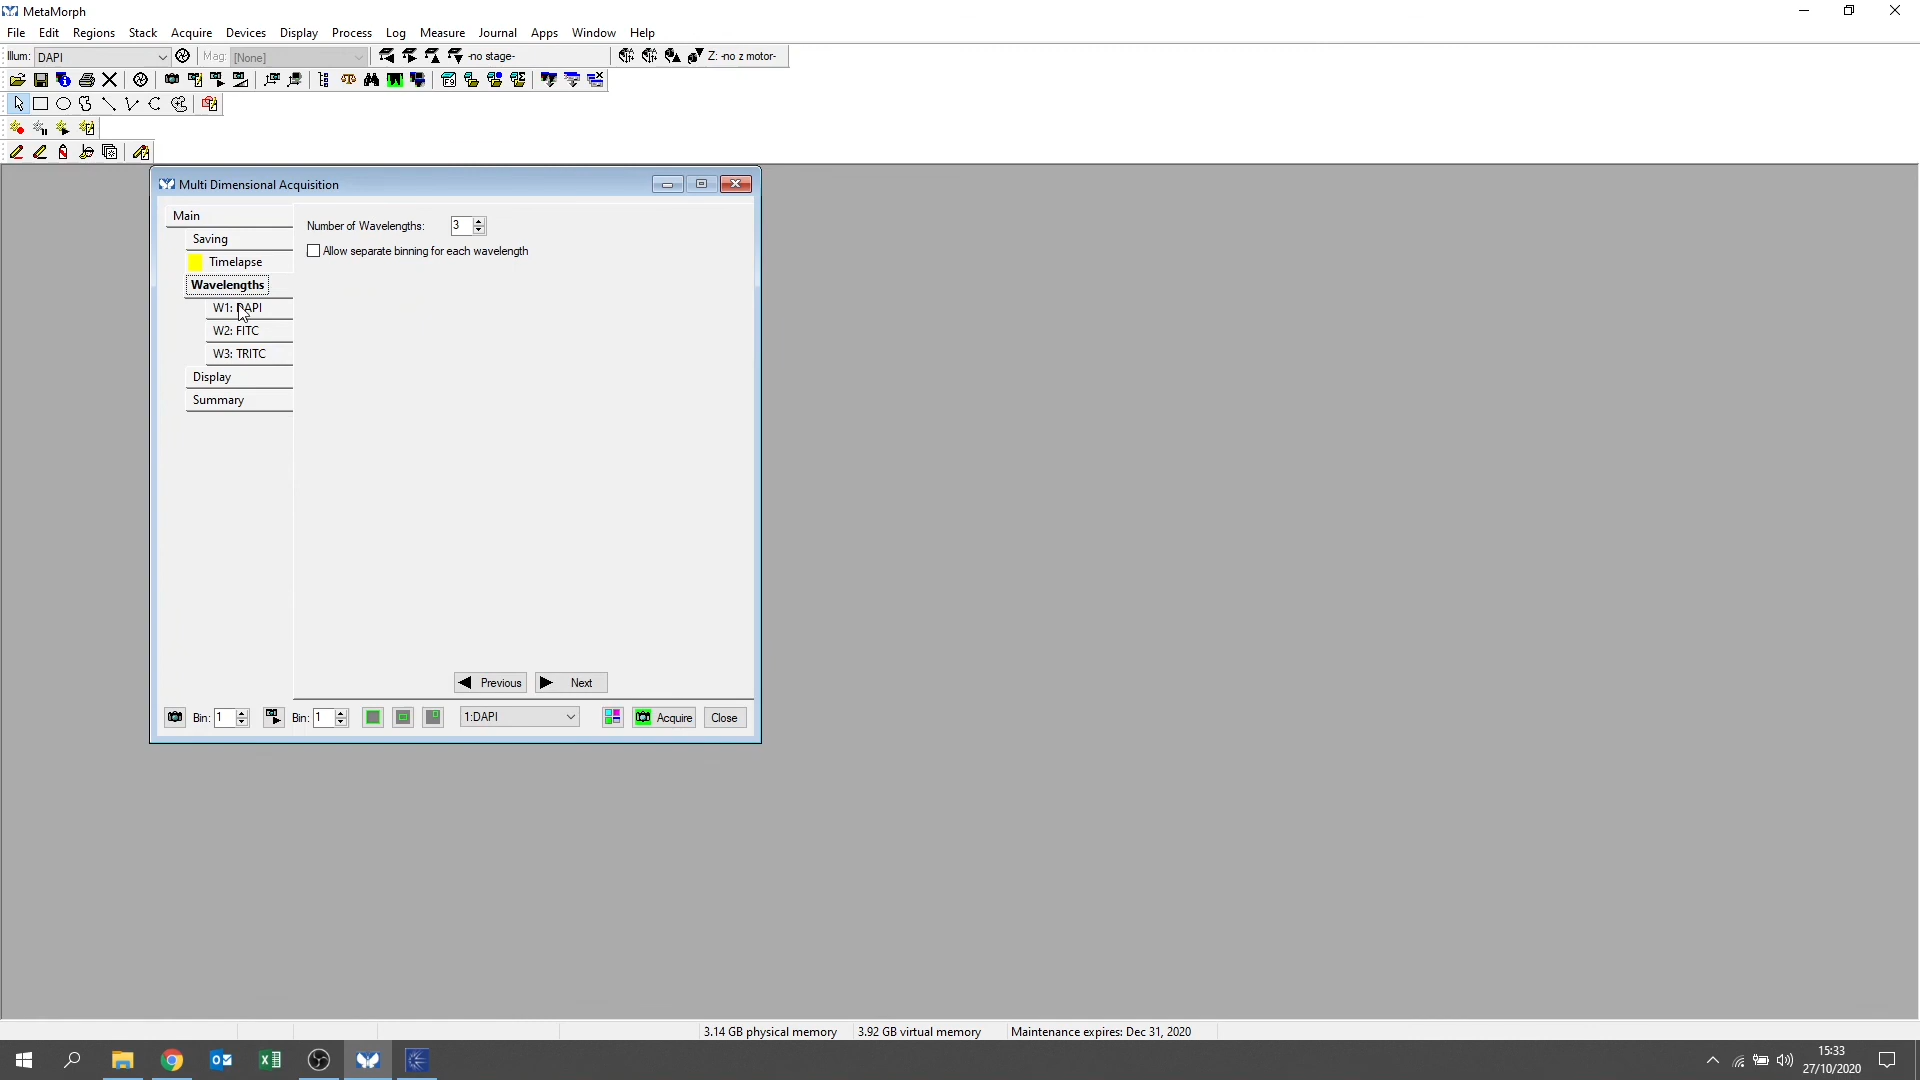 MetaMorph
File Edit Regions Stack Acquire Devices Display Process Log Measure Journal Apps Window Help
Illum: DAPI Mag: [None] -no stage- Z: -no z motor-
Multi Dimensional Acquisition
Main
Saving
Timelapse
Wavelengths
W1: DAPI
W2: FITC
W3: TRITC
Display
Summary
Number of Wavelengths: 3
Allow separate binning for each wavelength
Previous Next
Bin: 1 Bin: 1 1:DAPI Acquire Close
3.14 GB physical memory 3.92 GB virtual memory Maintenance expires: Dec 31, 2020
15:33
27/10/2020